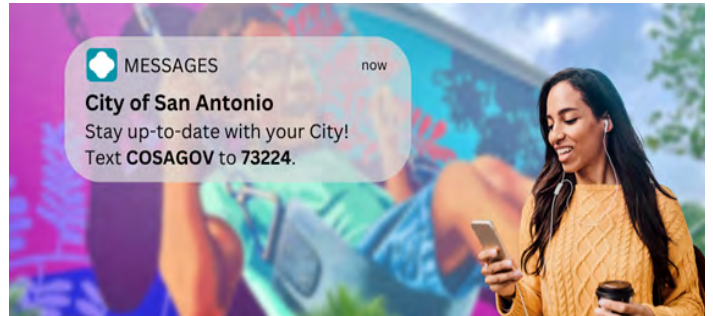 MESSAGES now
City of San Antonio
Stay up-to-date with your City!
Text COSAGOV to 73224.